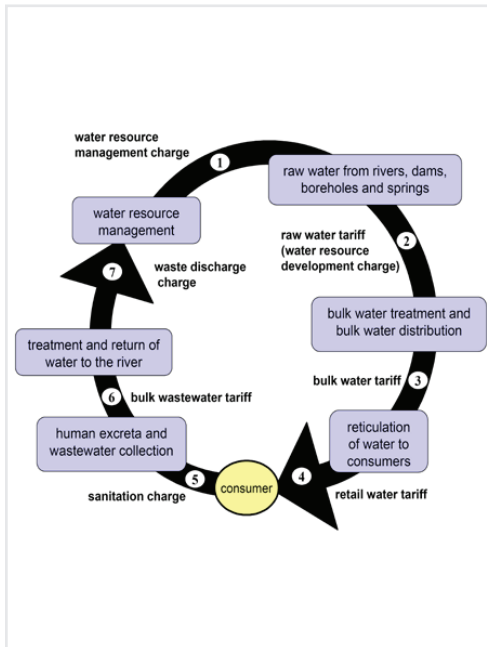 water resource
management charge
1
raw water from rivers, dams,
boreholes and springs
water resource
management
raw water tariff
(water resource
development charge)
2
7
waste discharge
charge
bulk water treatment and
bulk water distribution
treatment and return of
water to the river
bulk water tariff
3
6
bulk wastewater tariff
reticulation
of water to
consumers
human excreta and
wastewater collection
4
retail water tariff
consumer
5
sanitation charge